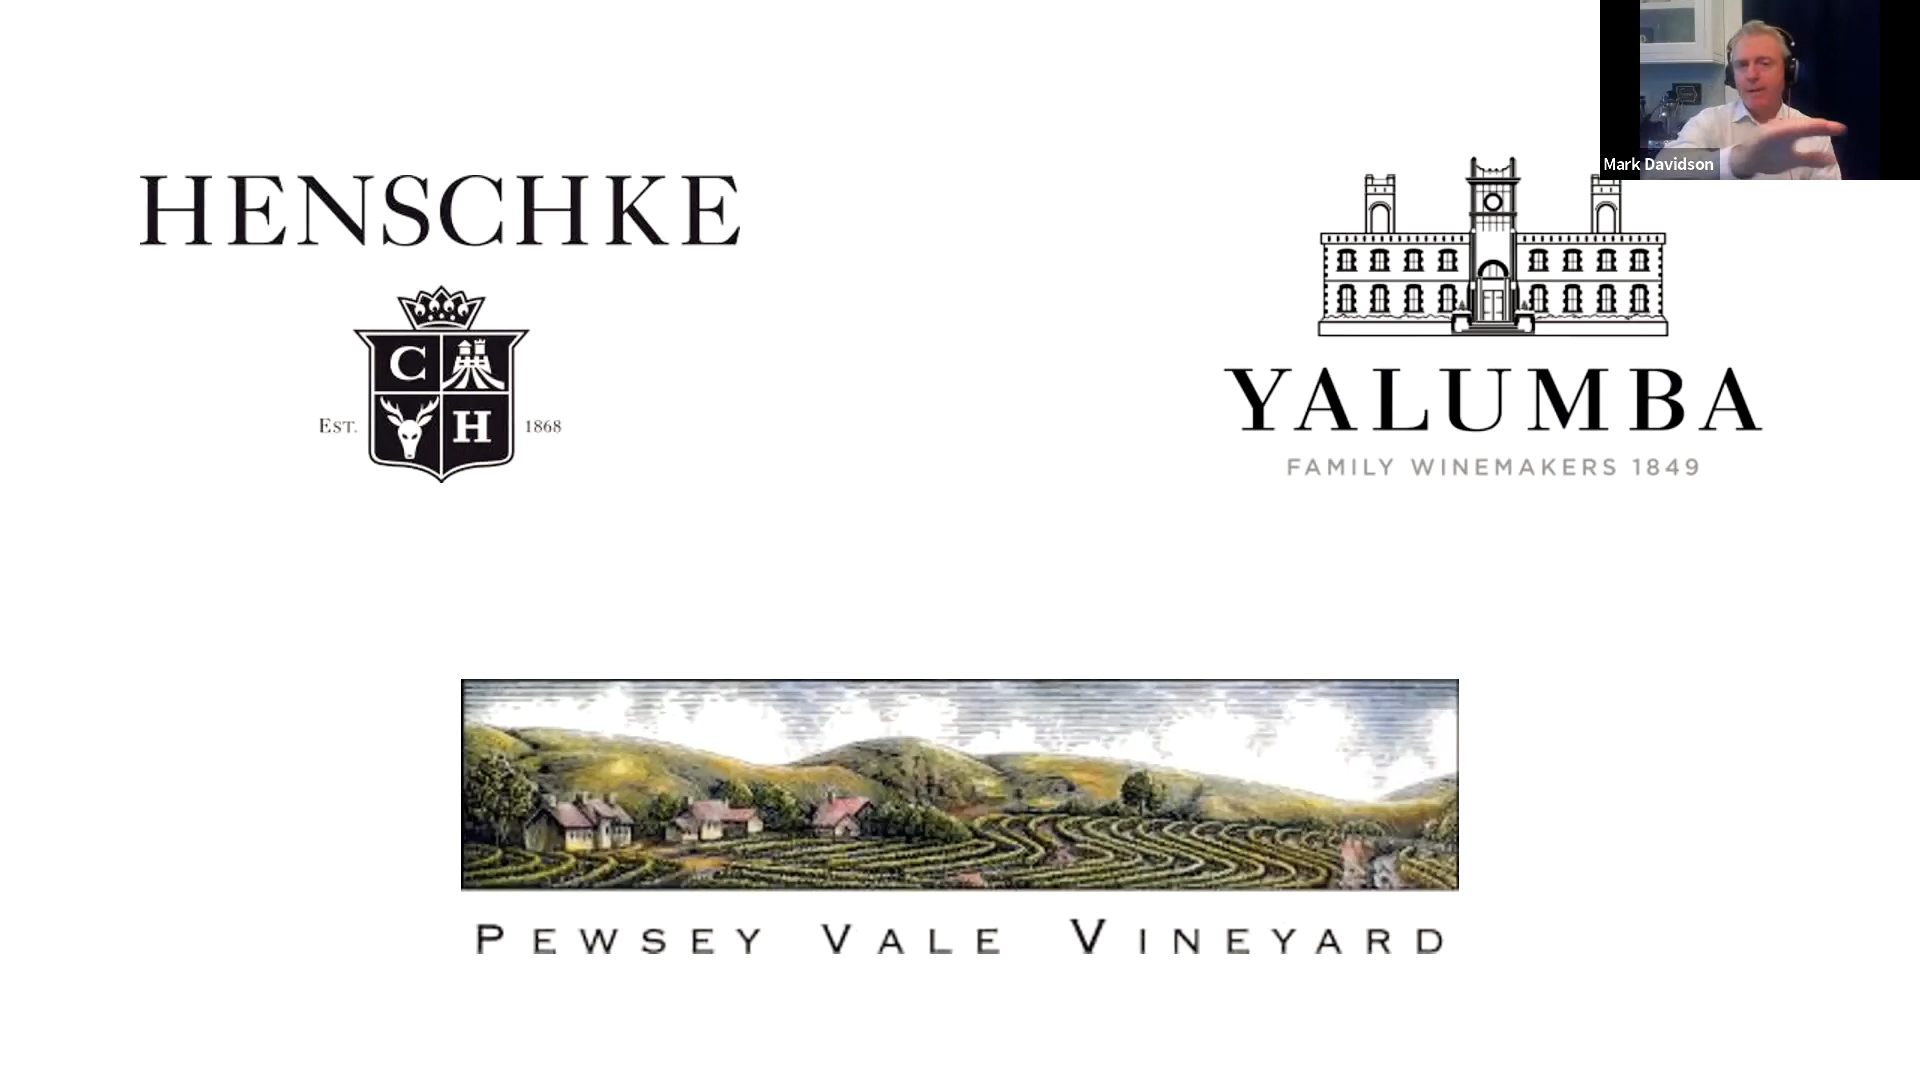 Mark Davidson
HENSCHKE
C
H
EST. 1868
YALUMBA
FAMILY WINEMAKERS 1849
PEWSEY VALE VINEYARD